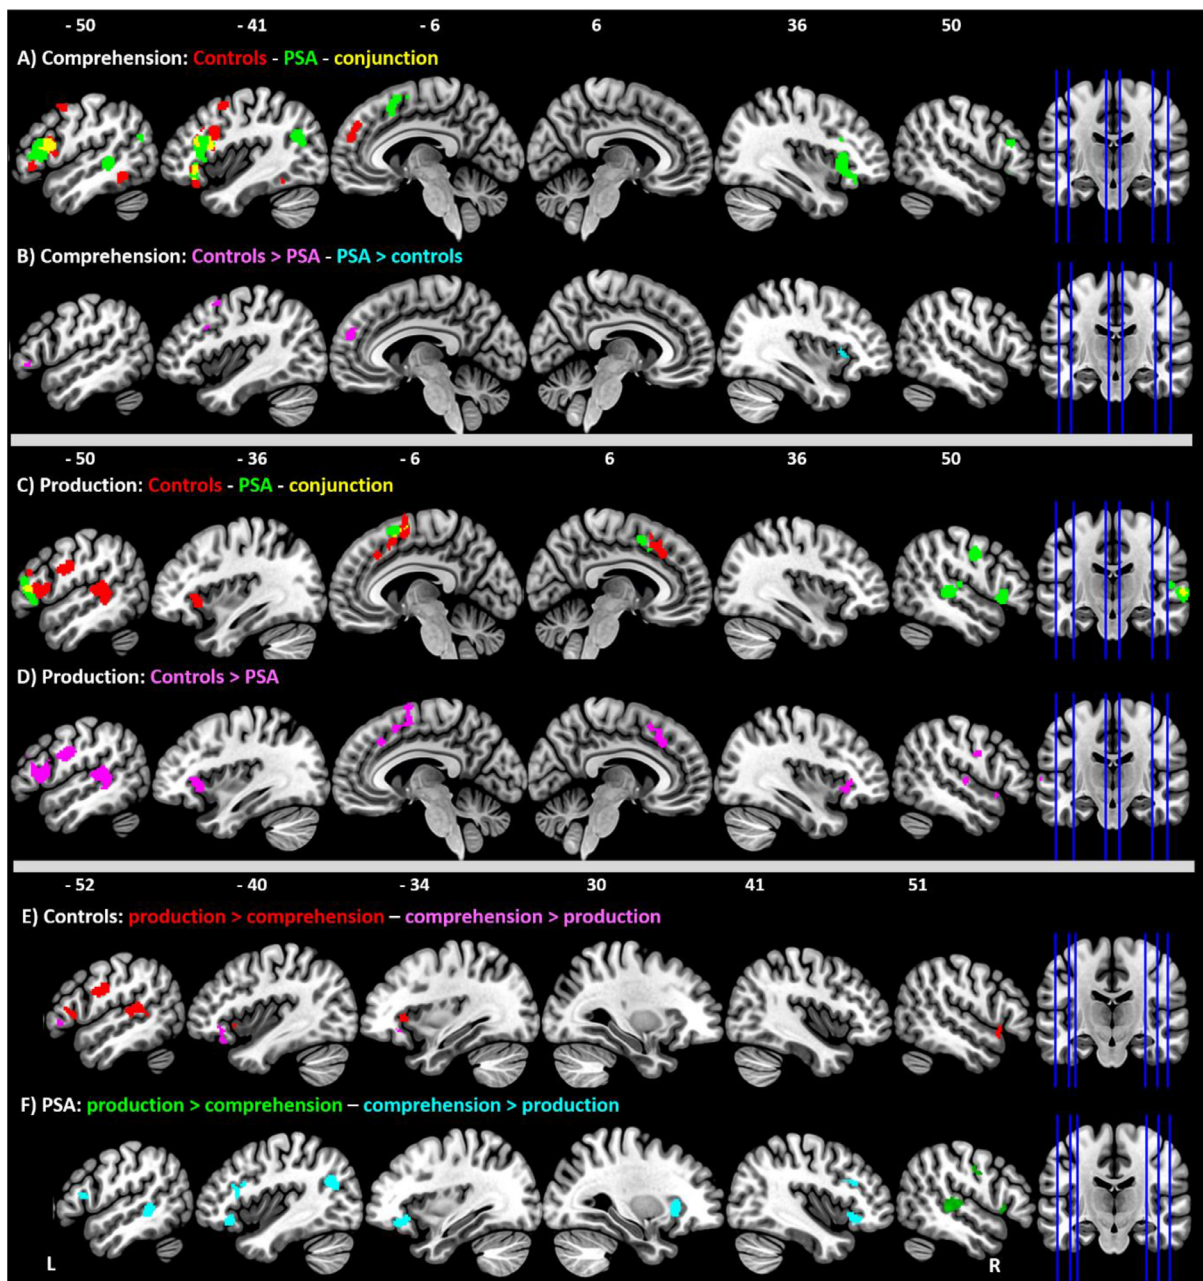 - 50 - 41 - 6 6 36 50
A) Comprehension: Controls - PSA - conjunction
B) Comprehension: Controls > PSA - PSA > controls
- 50 - 36 - 6 6 36 50
C) Production: Controls - PSA - conjunction
D) Production: Controls > PSA
- 52 - 40 - 34 30 41 51
E) Controls: production > comprehension – comprehension > production
F) PSA: production > comprehension – comprehension > production
L R